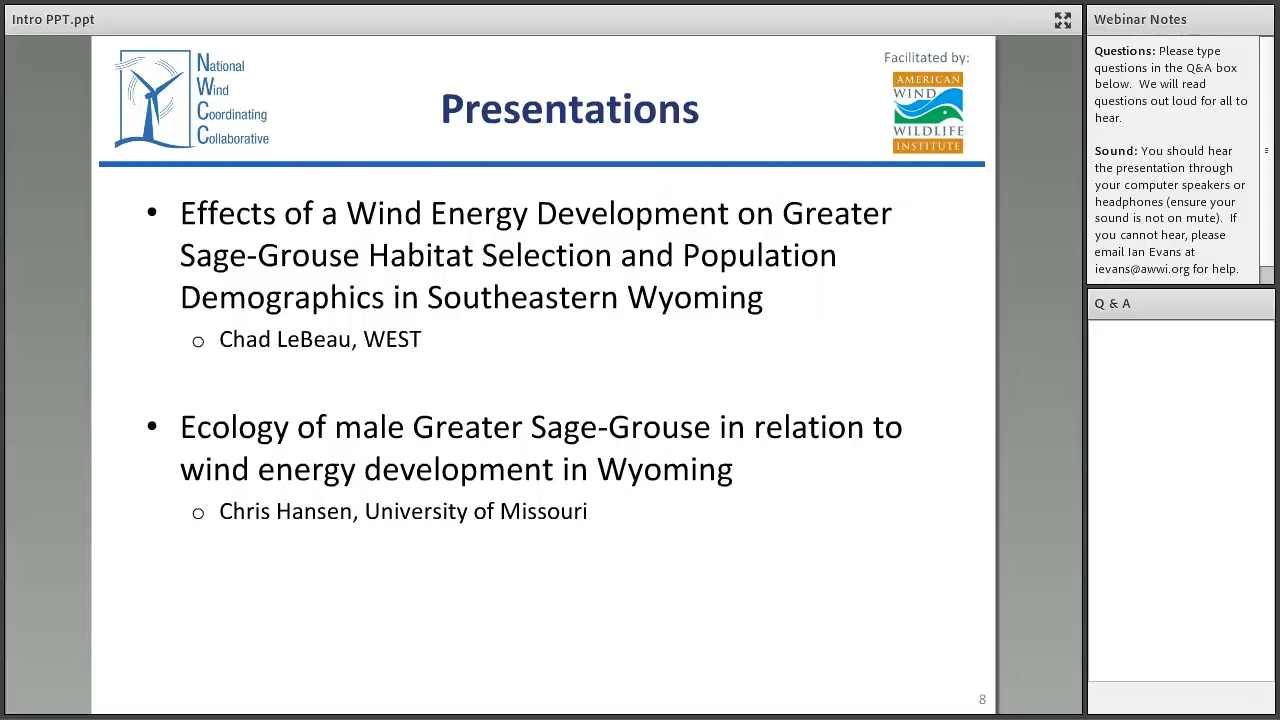 Intro PPT.ppt
National
Wind
Coordinating
Collaborative
Presentations
Facilitated by:
AMERICAN
WIND
WILDLIFE
INSTITUTE
• Effects of a Wind Energy Development on Greater
Sage-Grouse Habitat Selection and Population
Demographics in Southeastern Wyoming
o Chad LeBeau, WEST
• Ecology of male Greater Sage-Grouse in relation to
wind energy development in Wyoming
o Chris Hansen, University of Missouri
8
Webinar Notes
Questions: Please type
questions in the Q&A box
below. We will read
questions out loud for all to
hear.
Sound: You should hear
the presentation through
your computer speakers or
headphones (ensure your
sound is not on mute). If
you cannot hear, please
email Ian Evans at
ievans@awwi.org for help.
Q & A